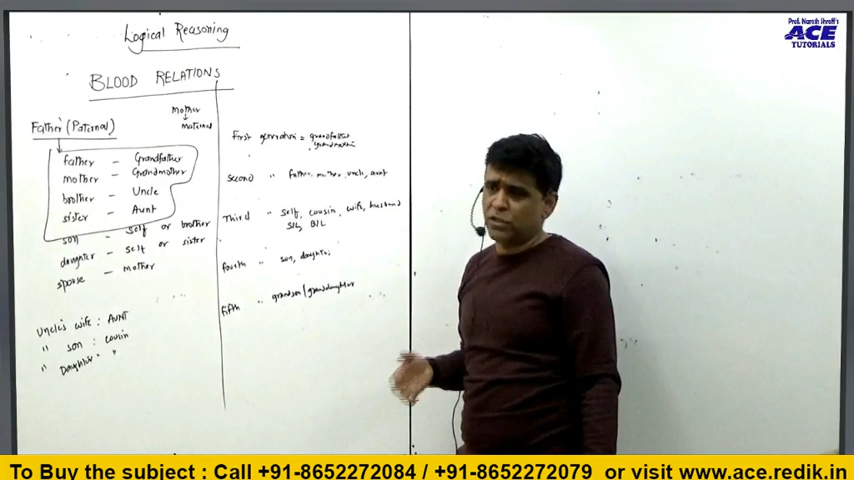 Logical Reasoning
BLOOD RELATIONS
Father (Paternal)
father - Grandfather
mother - Grandmother
brother - Uncle
sister - Aunt
son - self or brother
daughter - self or sister
spouse - mother
Uncle's wife : AUNT
" son : cousin
" Daughter " "
mother
maternal
First generation = grandfather
grandmother
second " father, mother, uncle, aunt
Third " self, cousin, wife, husband
SIL, BIL
fourth " son, daughter
fifth " grandson/granddaughter
Prof. Naresh Shroff's
ACE
TUTORIALS
To Buy the subject : Call +91-8652272084 / +91-8652272079 or visit www.ace.redik.in